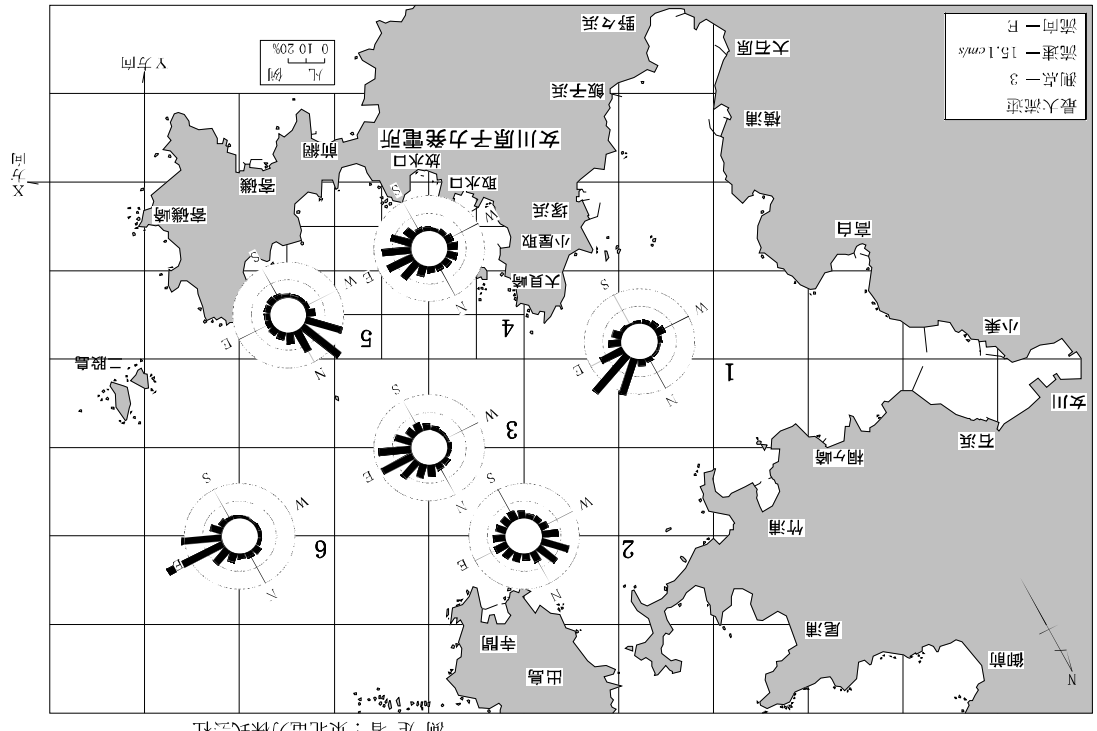 測 定 者 : 東北電力株式会社
N
出島
御前
寺間
尾浦
N
W
E
S
6
N
W
E
S
2
竹浦
N
W
E
S
3
桐ケ崎
石浜
女川
N
W
E
S
1
二股島
小乗
N
W
E
S
5
4
大貝崎
N
W
E
S
小屋取
高白
塚浜
寄磯崎
寄磯
前網
取水口
放水口
女川原子力発電所
X方向
横浦
飯子浜
Y方向
大石原
野々浜
凡 例
0 10 20%
最大流速
測点－ 3
流速－ 15.1cm/s
流向－ E